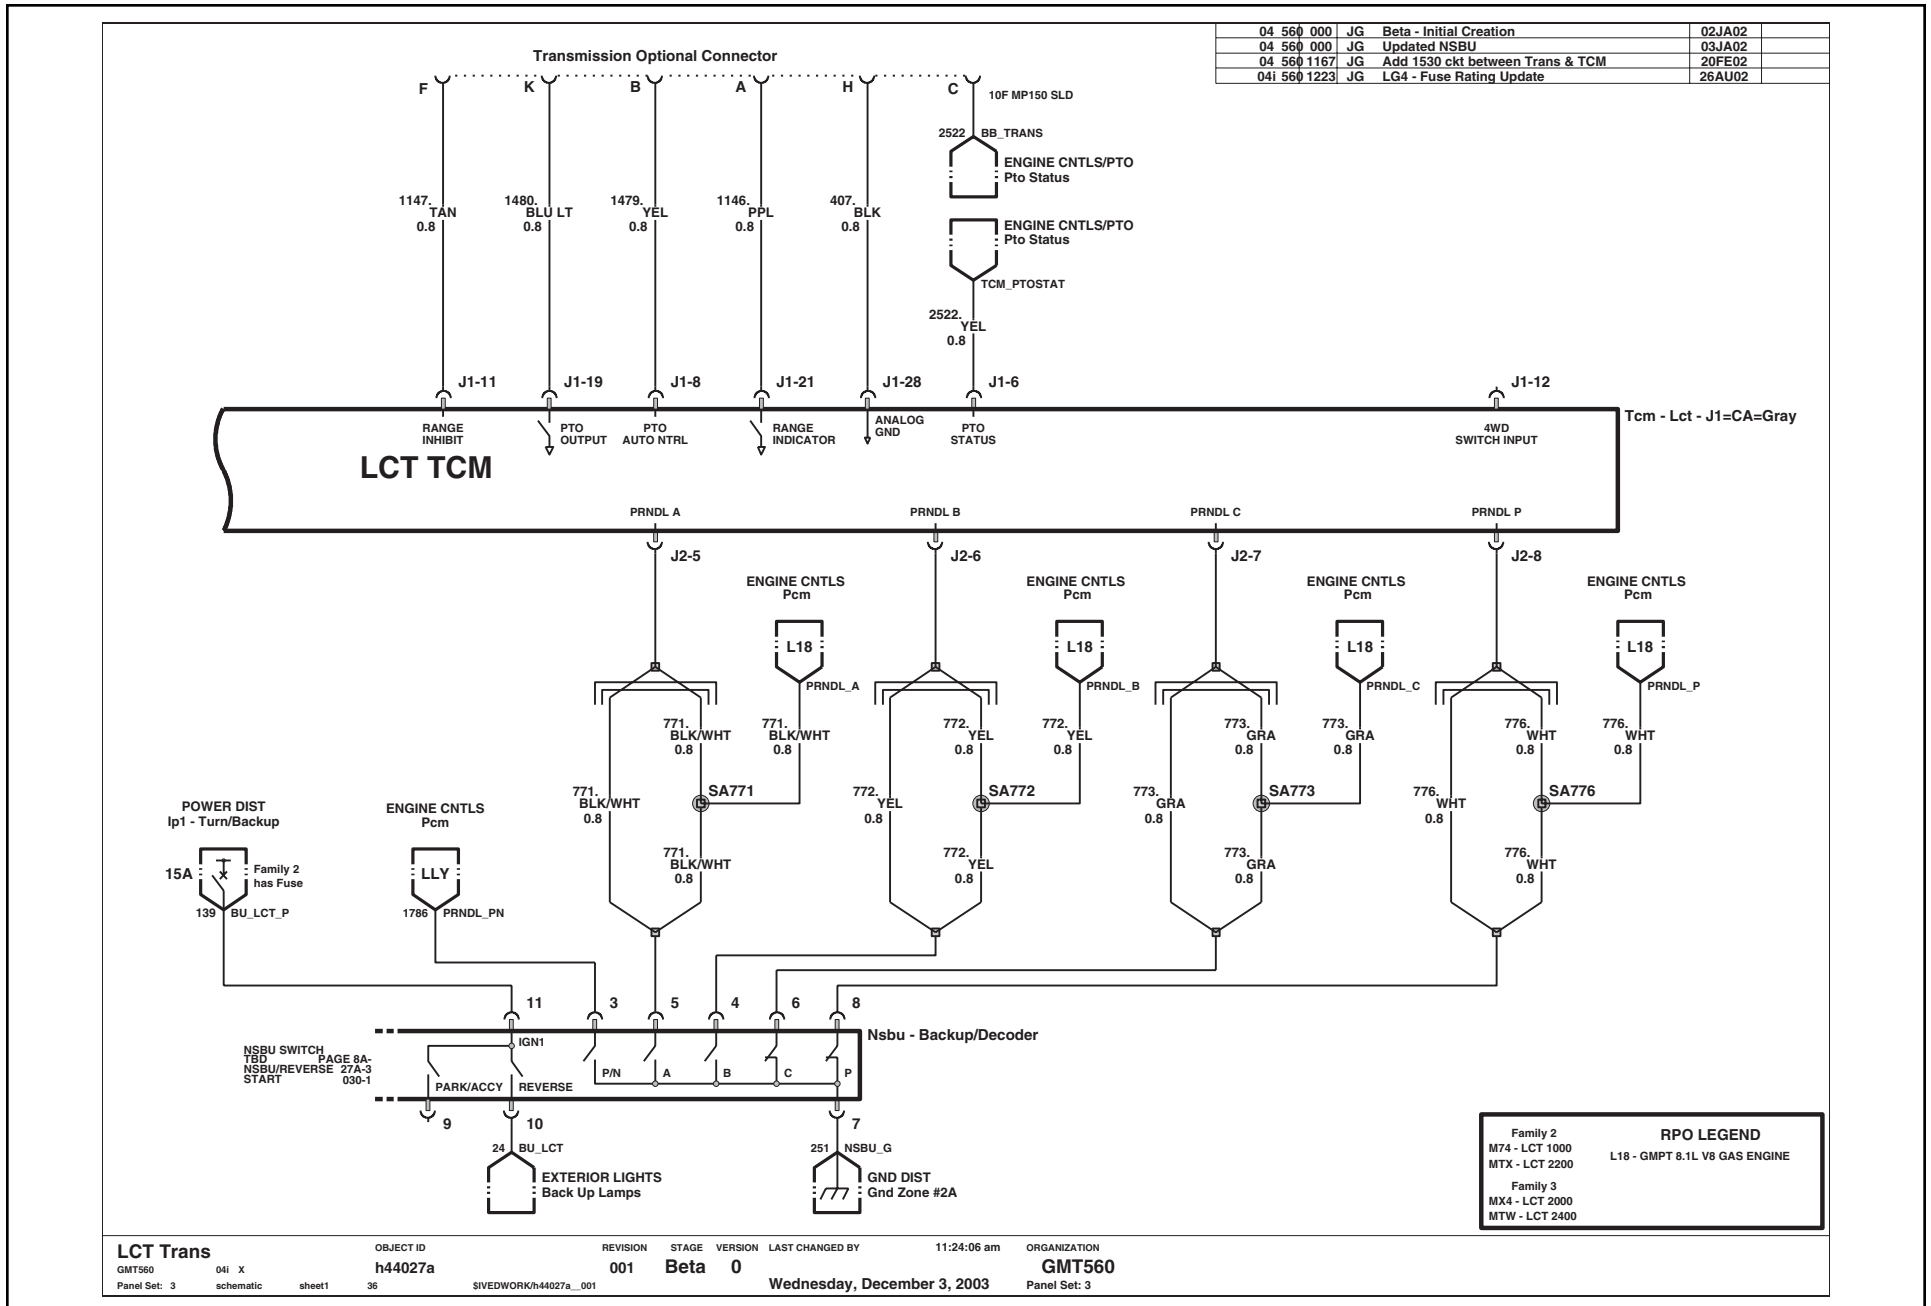 04 560 000 JG Beta - Initial Creation 02JA02
04 560 000 JG Updated NSBU 03JA02
04 560 1167 JG Add 1530 ckt between Trans & TCM 20FE02
04i 560 1223 JG LG4 - Fuse Rating Update 26AU02
Transmission Optional Connector
F K B A H C
10F MP150 SLD
2522 BB_TRANS
ENGINE CNTLS/PTO
Pto Status
1147. 1480. 1479. 1146. 407.
TAN BLU LT YEL PPL BLK
0.8 0.8 0.8 0.8 0.8
ENGINE CNTLS/PTO
Pto Status
TCM_PTOSTAT
2522.
YEL
0.8
J1-11 J1-19 J1-8 J1-21 J1-28 J1-6 J1-12
Tcm - Lct - J1=CA=Gray
RANGE
INHIBIT
PTO
OUTPUT
PTO
AUTO NTRL
RANGE
INDICATOR
ANALOG
GND
PTO
STATUS
4WD
SWITCH INPUT
LCT TCM
PRNDL A PRNDL B PRNDL C PRNDL P
J2-5 J2-6 J2-7 J2-8
ENGINE CNTLS ENGINE CNTLS ENGINE CNTLS ENGINE CNTLS
Pcm Pcm Pcm Pcm
L18 L18 L18 L18
PRNDL_A PRNDL_B PRNDL_C PRNDL_P
771. 771. 772. 772. 773. 773. 776. 776.
BLK/WHT BLK/WHT YEL YEL GRA GRA WHT WHT
0.8 0.8 0.8 0.8 0.8 0.8 0.8 0.8
SA771 SA772 SA773 SA776
771. 772. 773. 776.
BLK/WHT YEL GRA WHT
0.8 0.8 0.8 0.8
771. 772. 773. 776.
BLK/WHT YEL GRA WHT
0.8 0.8 0.8 0.8
POWER DIST
Ip1 - Turn/Backup
15A
Family 2
has Fuse
139 BU_LCT_P
ENGINE CNTLS
Pcm
LLY
1786 PRNDL_PN
11 3 5 4 6 8
Nsbu - Backup/Decoder
IGN1
NSBU SWITCH
TBD PAGE 8A-
NSBU/REVERSE 27A-3
START 030-1
PARK/ACCY REVERSE P/N A B C P
9 10 7
24 BU_LCT
EXTERIOR LIGHTS
Back Up Lamps
251 NSBU_G
GND DIST
Gnd Zone #2A
RPO LEGEND
Family 2
M74 - LCT 1000
MTX - LCT 2200
Family 3
MX4 - LCT 2000
MTW - LCT 2400
L18 - GMPT 8.1L V8 GAS ENGINE
LCT Trans OBJECT ID REVISION STAGE VERSION LAST CHANGED BY 11:24:06 am ORGANIZATION
GMT560 04i X h44027a 001 Beta 0 GMT560
Panel Set: 3 schematic sheet1 36 $IVEDWORK/h44027a__001 Wednesday, December 3, 2003 Panel Set: 3